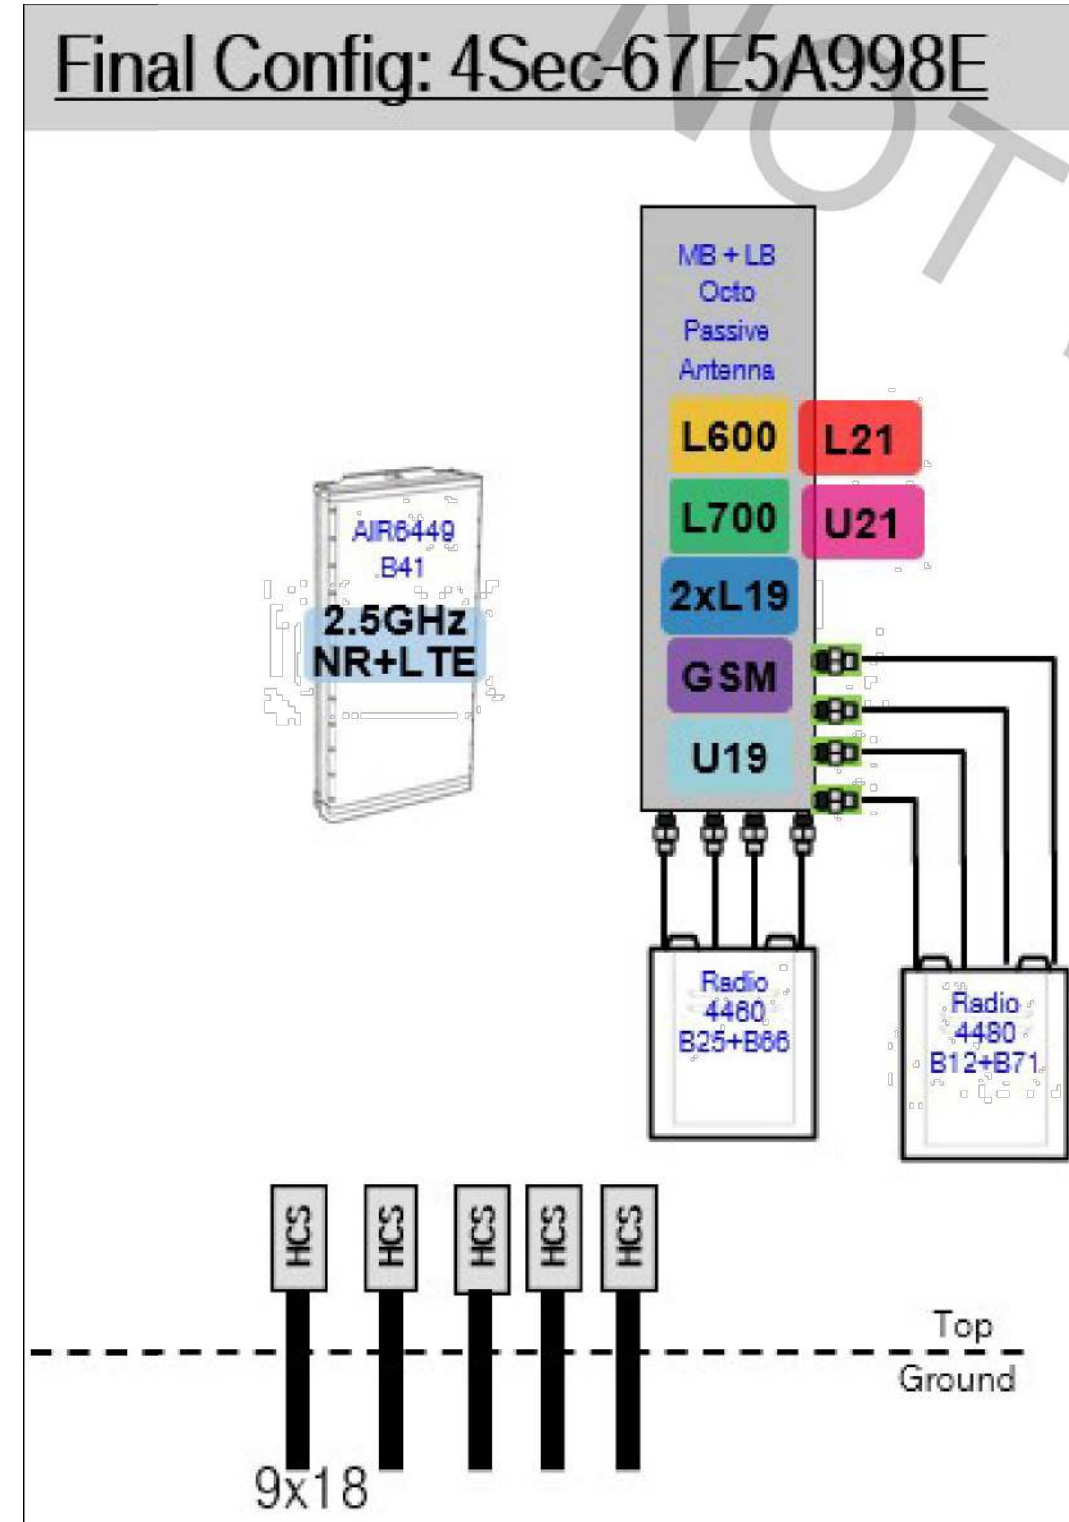 Final Config: 4Sec-67E5A998E
NOT
MB + LB
Octo
Passive
Antenna
L600
L21
L700
U21
2xL19
GSM
U19
AIR6449
B41
2.5GHz
NR+LTE
Radio
4460
B25+B66
Radio
4480
B12+B71
HCS
HCS
HCS
HCS
HCS
Top
Ground
9x18